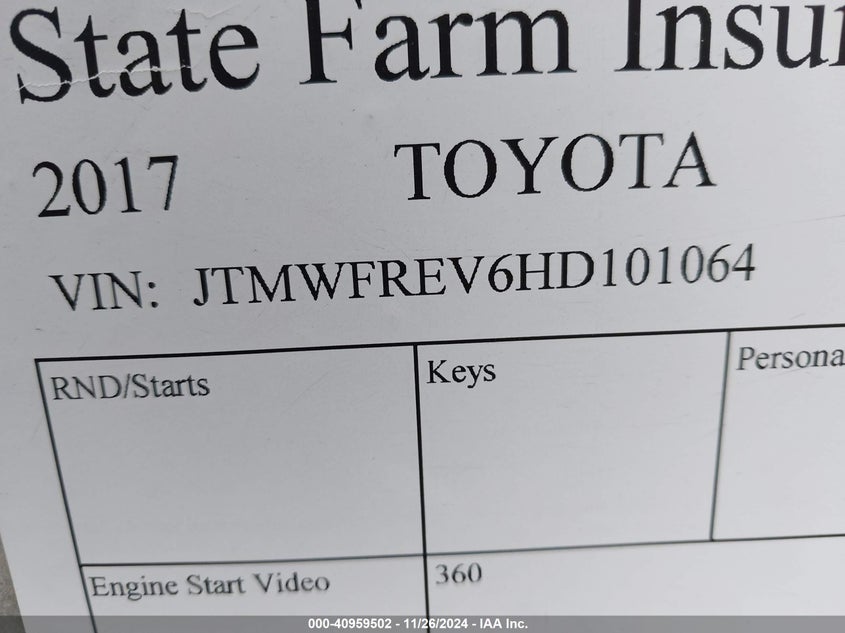 State Farm Insu
2017 TOYOTA
VIN: JTMWFREV6HD101064
RND/Starts Keys Persona
Engine Start Video 360
000-40959502 - 11/26/2024 - IAA Inc.